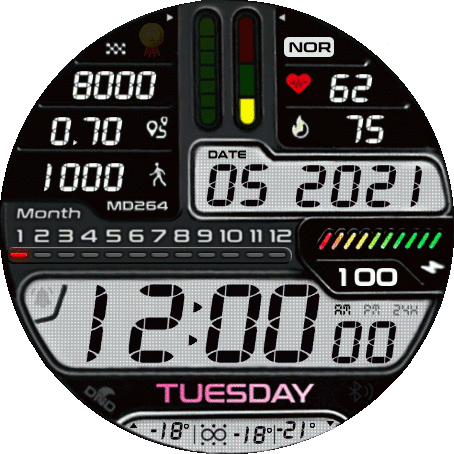 NOR
8000
62
0.70
75
1000
DATE
05 2021
MD264
Month
1 2 3 4 5 6 7 8 9 10 11 12
100
12:00 00
AM PM 24H
DND
TUESDAY
-18° -18° -21°